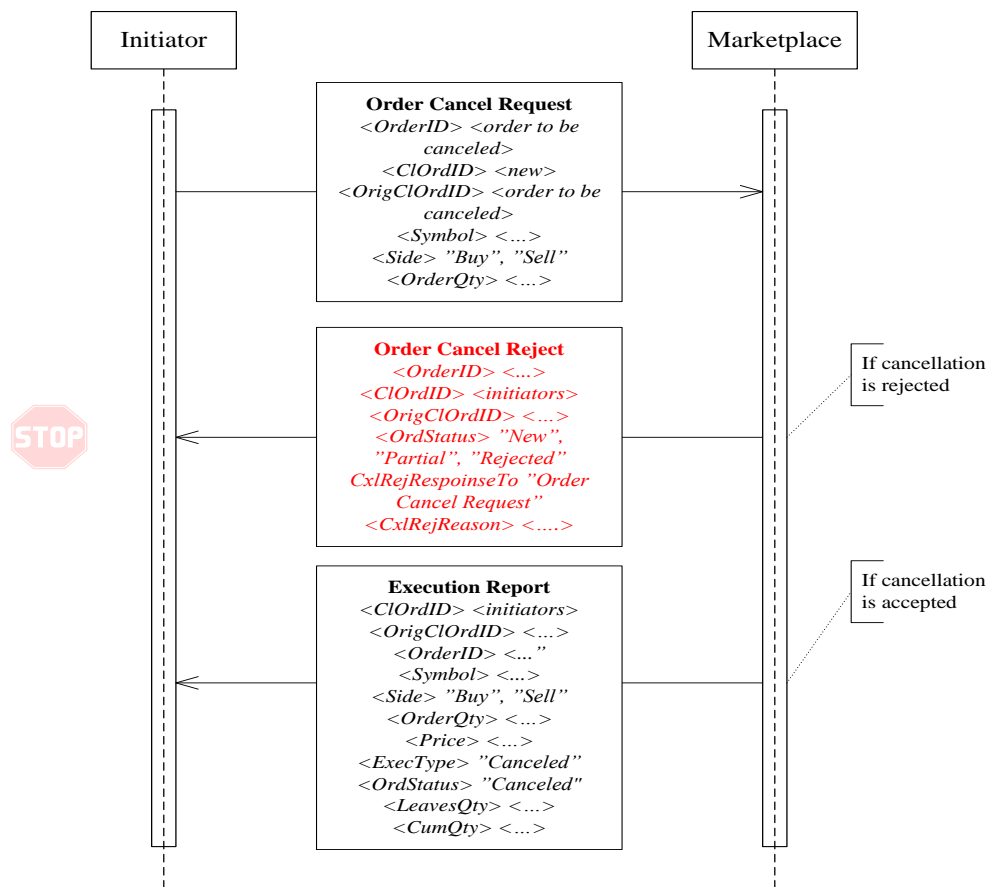 Initiator
Marketplace
Order Cancel Request
<OrderID> <order to be
canceled>
<ClOrdID> <new>
<OrigClOrdID> <order to be
canceled>
<Symbol> <...>
<Side> ”Buy”, ”Sell”
<OrderQty> <...>
Order Cancel Reject
<OrderID> <...>
<ClOrdID> <initiators>
<OrigClOrdID> <...>
<OrdStatus> ”New”,
”Partial”, ”Rejected”
CxlRejRespoinseTo ”Order
Cancel Request”
<CxlRejReason> <....>
If cancellation
is rejected
STOP
Execution Report
<ClOrdID> <initiators>
<OrigClOrdID> <...>
<OrderID> <...”
<Symbol> <...>
<Side> ”Buy”, ”Sell”
<OrderQty> <...>
<Price> <...>
<ExecType> ”Canceled”
<OrdStatus> ”Canceled"
<LeavesQty> <...>
<CumQty> <...>
If cancellation
is accepted